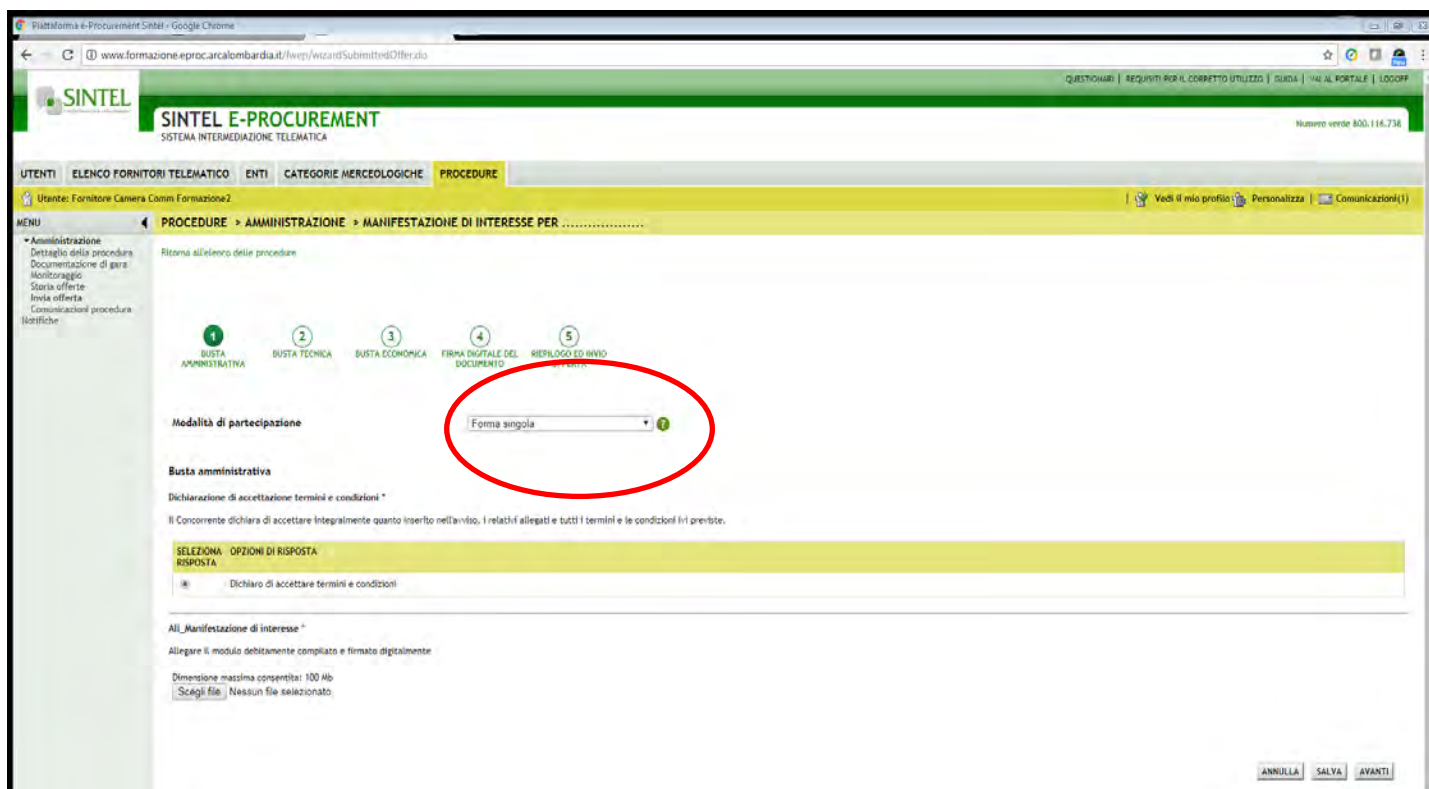 Piattaforma e-Procurement Sintel - Google Chrome
www.formazione.eproc.arcalombardia.it/fwep/wizardSubmittedOffer.do
QUESTIONARI | REQUISITI PER IL CORRETTO UTILIZZO | GUIDA | VAI AL PORTALE | LOGOFF
SINTEL
SINTEL E-PROCUREMENT
SISTEMA INTERMEDIAZIONE TELEMATICA
Numero verde 800.116.738
UTENTI ELENCO FORNITORI TELEMATICO ENTI CATEGORIE MERCEOLOGICHE PROCEDURE
Utente: Fornitore Camera Comm Formazione2
| Vedi il mio profilo Personalizza | Comunicazioni(1)
MENU
PROCEDURE > AMMINISTRAZIONE > MANIFESTAZIONE DI INTERESSE PER ...................
Amministrazione
Dettaglio della procedura
Documentazione di gara
Monitoraggio
Storia offerte
Invia offerta
Comunicazioni procedura
Notifiche
Ritorna all'elenco delle procedure
1 2 3 4 5
BUSTA AMMINISTRATIVA
BUSTA TECNICA
BUSTA ECONOMICA
FIRMA DIGITALE DEL DOCUMENTO
RIEPILOGO ED INVIO OFFERTA
Modalità di partecipazione
Forma singola
?
Busta amministrativa
Dichiarazione di accettazione termini e condizioni *
Il Concorrente dichiara di accettare integralmente quanto inserito nell'avviso, i relativi allegati e tutti i termini e le condizioni ivi previste.
SELEZIONA OPZIONI DI RISPOSTA
RISPOSTA
Dichiaro di accettare termini e condizioni
All_Manifestazione di interesse *
Allegare il modulo debitamente compilato e firmato digitalmente
Dimensione massima consentita: 100 Mb
Scegli file Nessun file selezionato
ANNULLA SALVA AVANTI